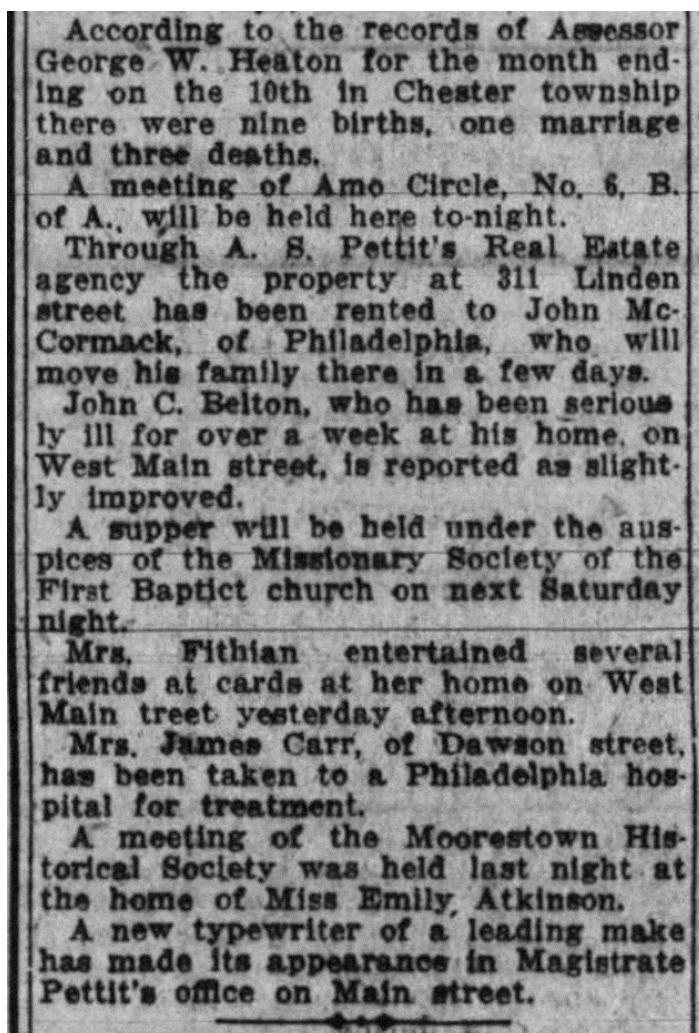 According to the records of Assessor
George W. Heaton for the month end-
ing on the 10th in Chester township
there were nine births, one marriage
and three deaths.
A meeting of Amo Circle, No. 6, B.
of A., will be held here to-night.
Through A. S. Pettit's Real Estate
agency the property at 311 Linden
street has been rented to John Mc-
Cormack, of Philadelphia, who will
move his family there in a few days.
John C. Belton, who has been serious
ly ill for over a week at his home, on
West Main street, is reported as slight-
ly improved.
A supper will be held under the aus-
pices of the Missionary Society of the
First Baptict church on next Saturday
night.
Mrs. Fithian entertained several
friends at cards at her home on West
Main treet yesterday afternoon.
Mrs. James Carr, of Dawson street,
has been taken to a Philadelphia hos-
pital for treatment.
A meeting of the Moorestown His-
torical Society was held last night at
the home of Miss Emily Atkinson.
A new typewriter of a leading make
has made its appearance in Magistrate
Pettit's office on Main street.